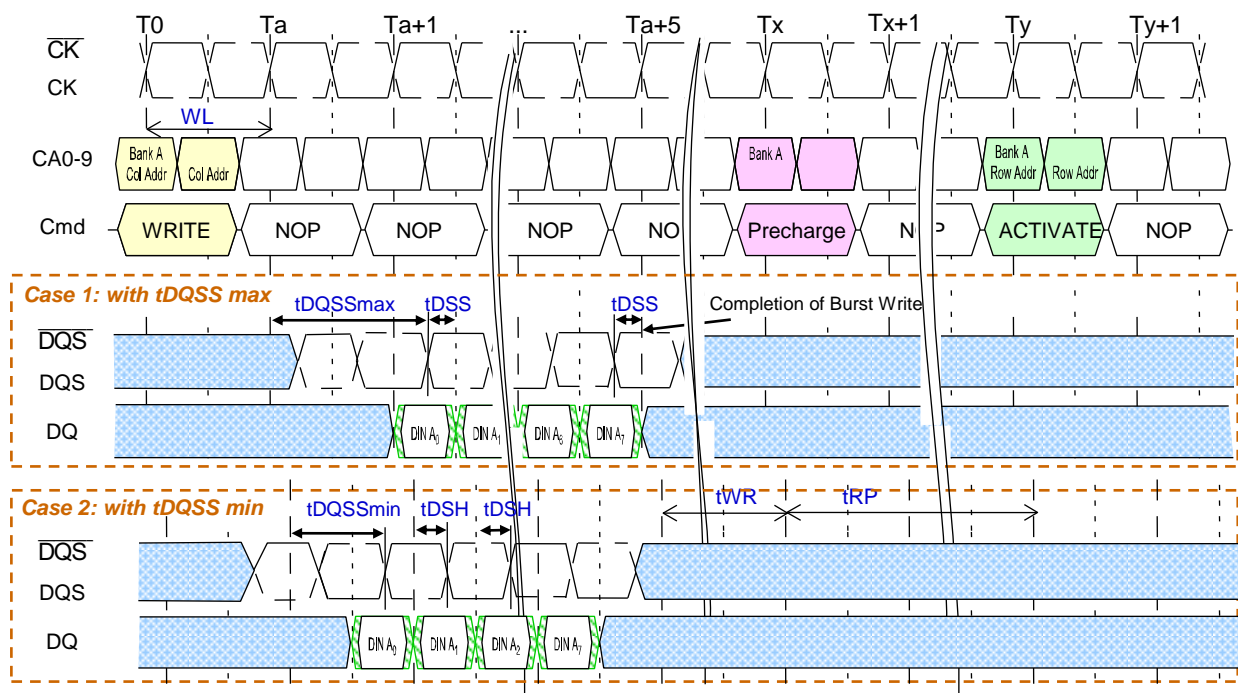 T0 Ta Ta+1 ... Ta+5 Tx Tx+1 Ty Ty+1
CK
CK
WL
CA0-9 Bank A Col Addr Col Addr Bank A Bank A Row Addr Row Addr
Cmd WRITE NOP NOP NOP Precharge ACTIVATE NOP
Case 1: with tDQSS max
tDQSSmax tDSS tDSS Completion of Burst Write
DQS
DQS
DQ DIN A0 DIN A1 DIN A6 DIN A7
Case 2: with tDQSS min
tWR tRP
tDQSSmin tDSH tDSH
DQS
DQS
DQ DIN A0 DIN A1 DIN A2 DIN A7